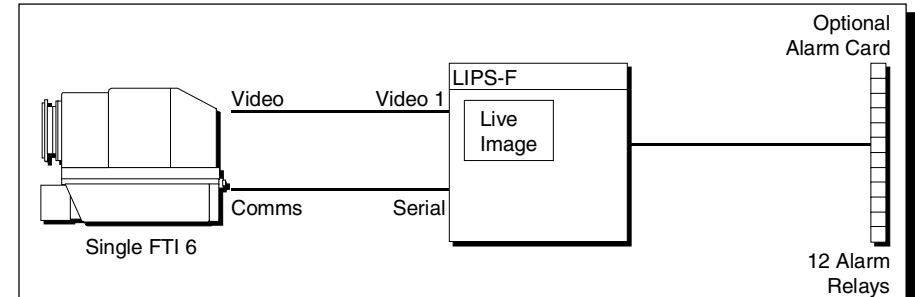 Optional
Alarm Card
LIPS-F
Video
Video 1
Live
Image
Comms
Serial
Single FTI 6
12 Alarm
Relays